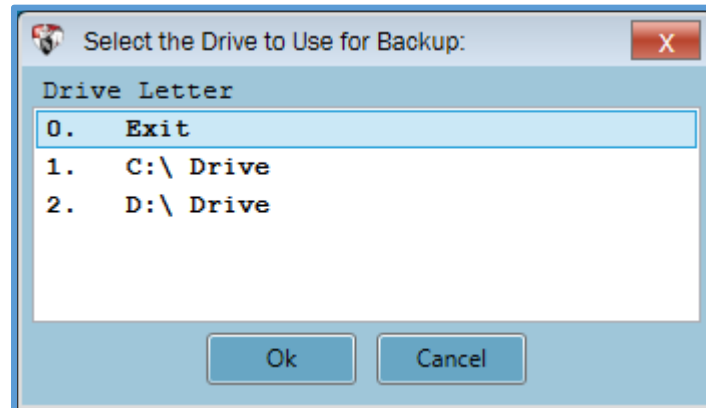 Select the Drive to Use for Backup:
X
Drive Letter
0. Exit
1. C:\ Drive
2. D:\ Drive
Ok
Cancel